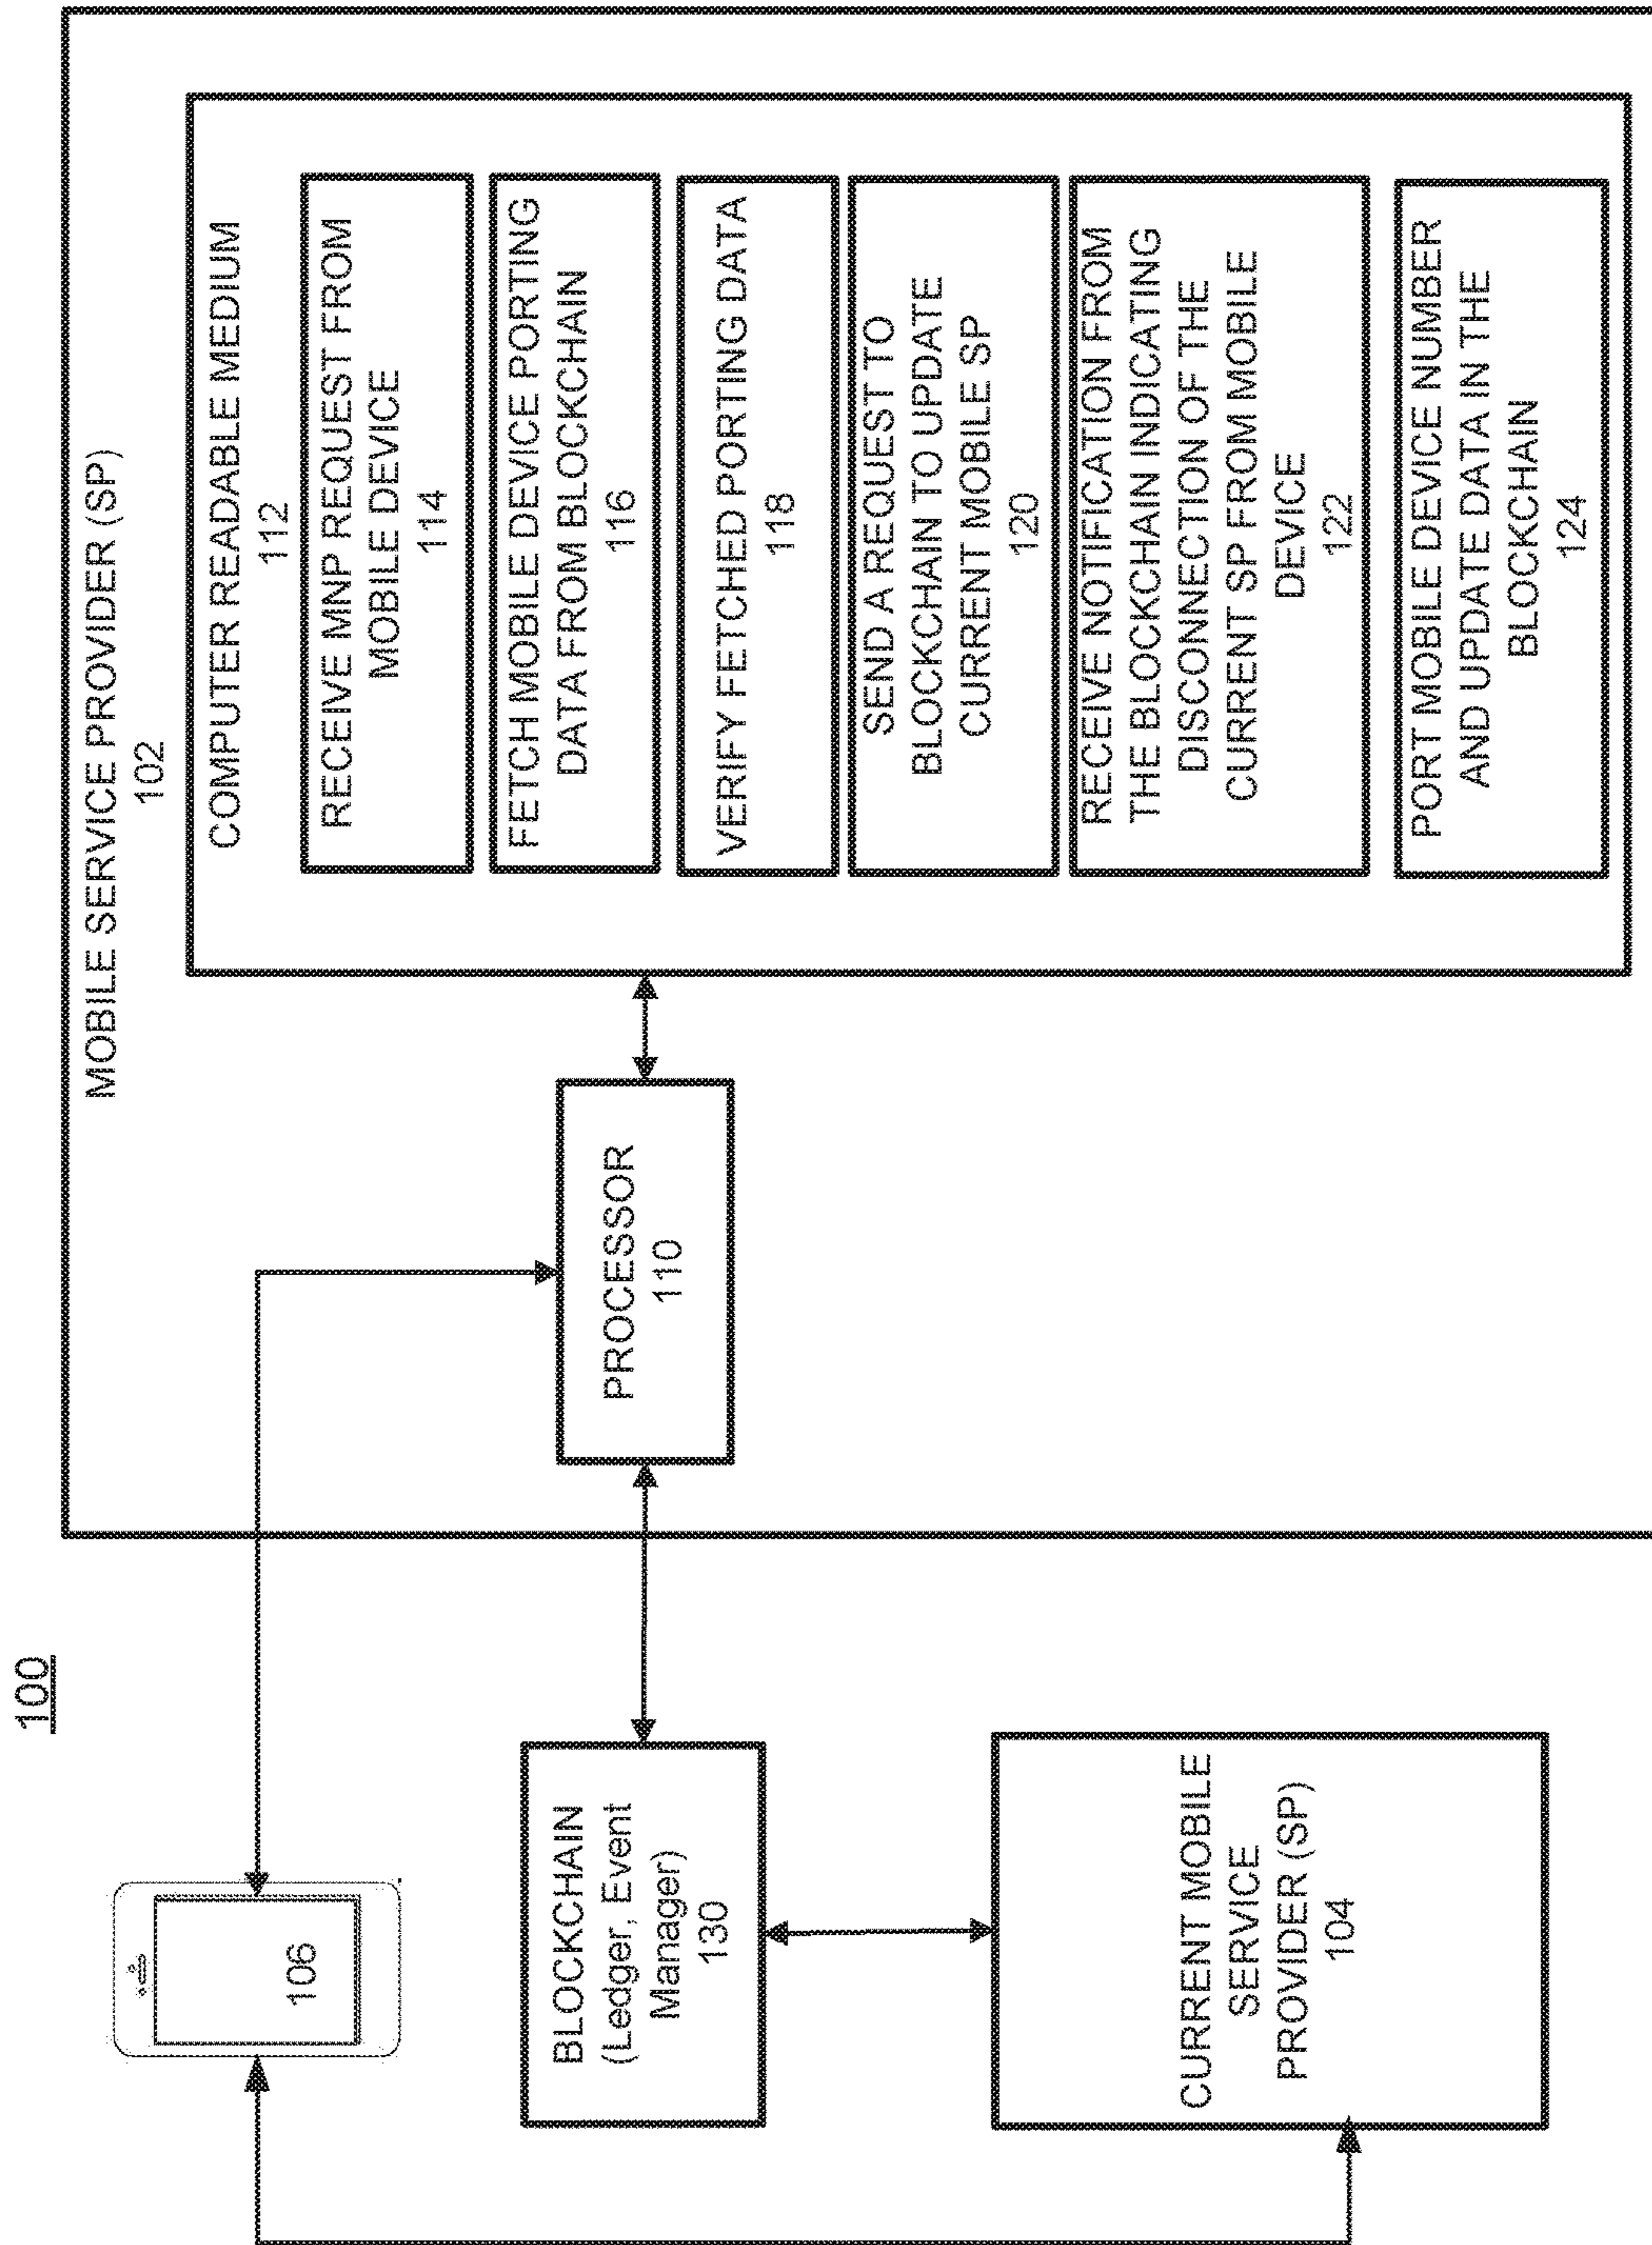 100
106
BLOCKCHAIN
(Ledger, Event
Manager)
130
CURRENT MOBILE
SERVICE
PROVIDER (SP)
104
MOBILE SERVICE PROVIDER (SP)
102
PROCESSOR
110
COMPUTER READABLE MEDIUM
112
RECEIVE MNP REQUEST FROM
MOBILE DEVICE
114
FETCH MOBILE DEVICE PORTING
DATA FROM BLOCKCHAIN
116
VERIFY FETCHED PORTING DATA
118
SEND A REQUEST TO
BLOCKCHAIN TO UPDATE
CURRENT MOBILE SP
120
RECEIVE NOTIFICATION FROM
THE BLOCKCHAIN INDICATING
DISCONECTION OF THE
CURRENT SP FROM MOBILE
DEVICE
122
PORT MOBILE DEVICE NUMBER
AND UPDATE DATA IN THE
BLOCKCHAIN
124